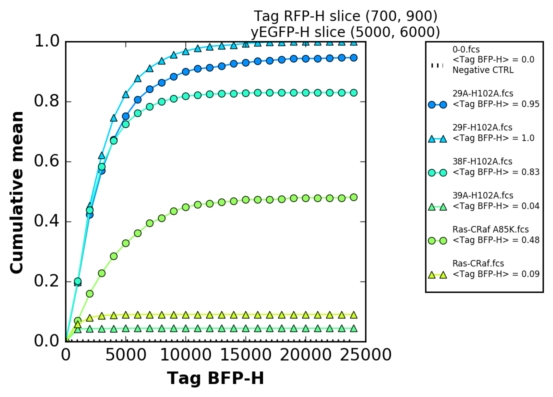 Tag RFP-H slice (700, 900)
yEGFP-H slice (5000, 6000)
1.0
0.8
0.6
0.4
0.2
0.0
Cumulative mean
0
5000
10000
15000
20000
25000
Tag BFP-H
0-0.fcs
<Tag BFP-H> = 0.0
Negative CTRL
29A-H102A.fcs
<Tag BFP-H> = 0.95
29F-H102A.fcs
<Tag BFP-H> = 1.0
38F-H102A.fcs
<Tag BFP-H> = 0.83
39A-H102A.fcs
<Tag BFP-H> = 0.04
Ras-CRaf A85K.fcs
<Tag BFP-H> = 0.48
Ras-CRaf.fcs
<Tag BFP-H> = 0.09